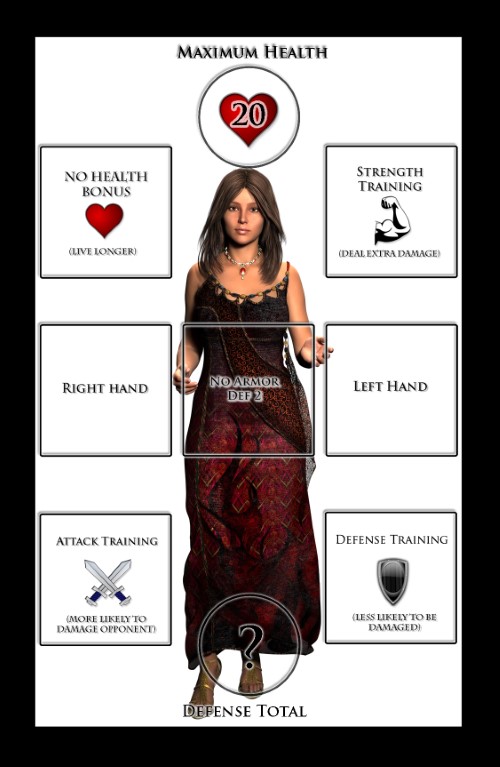 Maximum Health
20
No Health
Bonus
(Live Longer)
Strength
Training
(Deal Extra Damage)
Right Hand
No Armor
Def 2
Left Hand
Attack Training
(More likely to
damage opponent)
Defense Training
(Less likely to be
damaged)
?
Defense Total